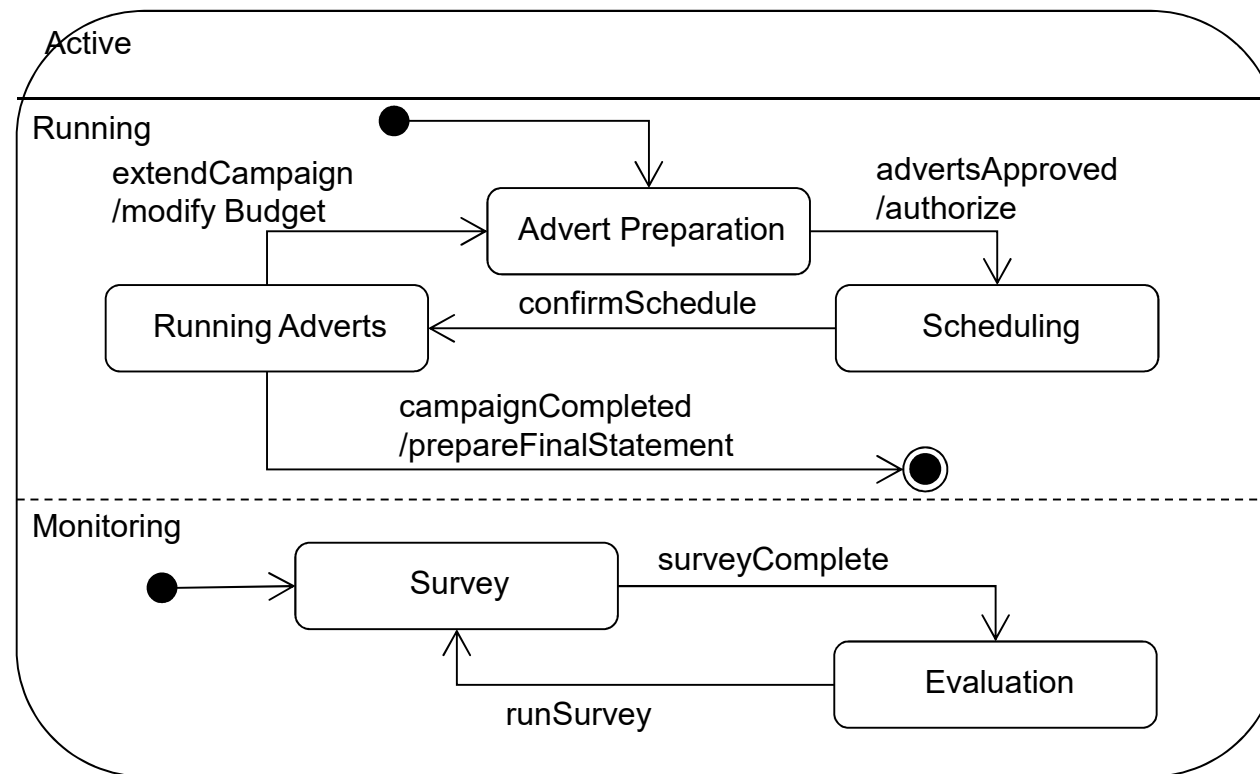 Active
Running
extendCampaign
/modify Budget
advertsApproved
/authorize
Advert Preparation
confirmSchedule
Running Adverts
Scheduling
campaignCompleted
/prepareFinalStatement
Monitoring
Survey
surveyComplete
Evaluation
runSurvey